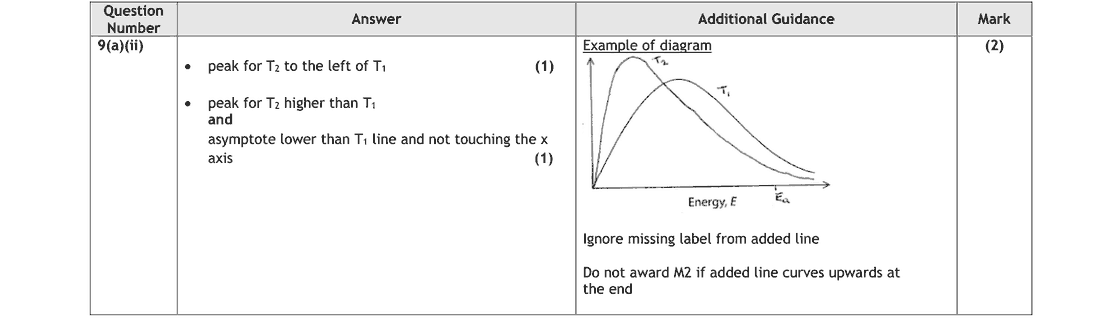 Question Number
Answer
Additional Guidance
Mark
9(a)(ii)
• peak for T₂ to the left of T₁ (1)
• peak for T₂ higher than T₁
and
asymptote lower than T₁ line and not touching the x
axis (1)
Example of diagram
T₂
T₁
Eₐ
Energy, E
Ignore missing label from added line
Do not award M2 if added line curves upwards at
the end
(2)